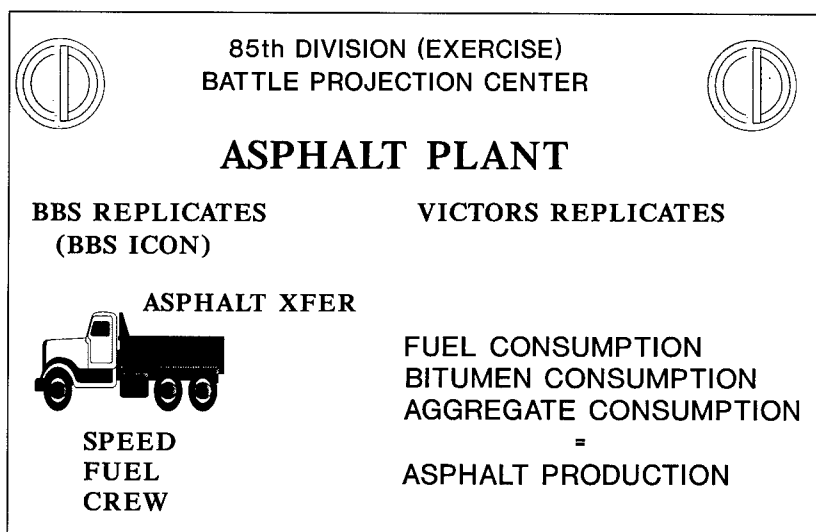 85th DIVISION (EXERCISE)
BATTLE PROJECTION CENTER
ASPHALT PLANT
BBS REPLICATES
(BBS ICON)
ASPHALT XFER
SPEED
FUEL
CREW
VICTORS REPLICATES
FUEL CONSUMPTION
BITUMEN CONSUMPTION
AGGREGATE CONSUMPTION
=
ASPHALT PRODUCTION